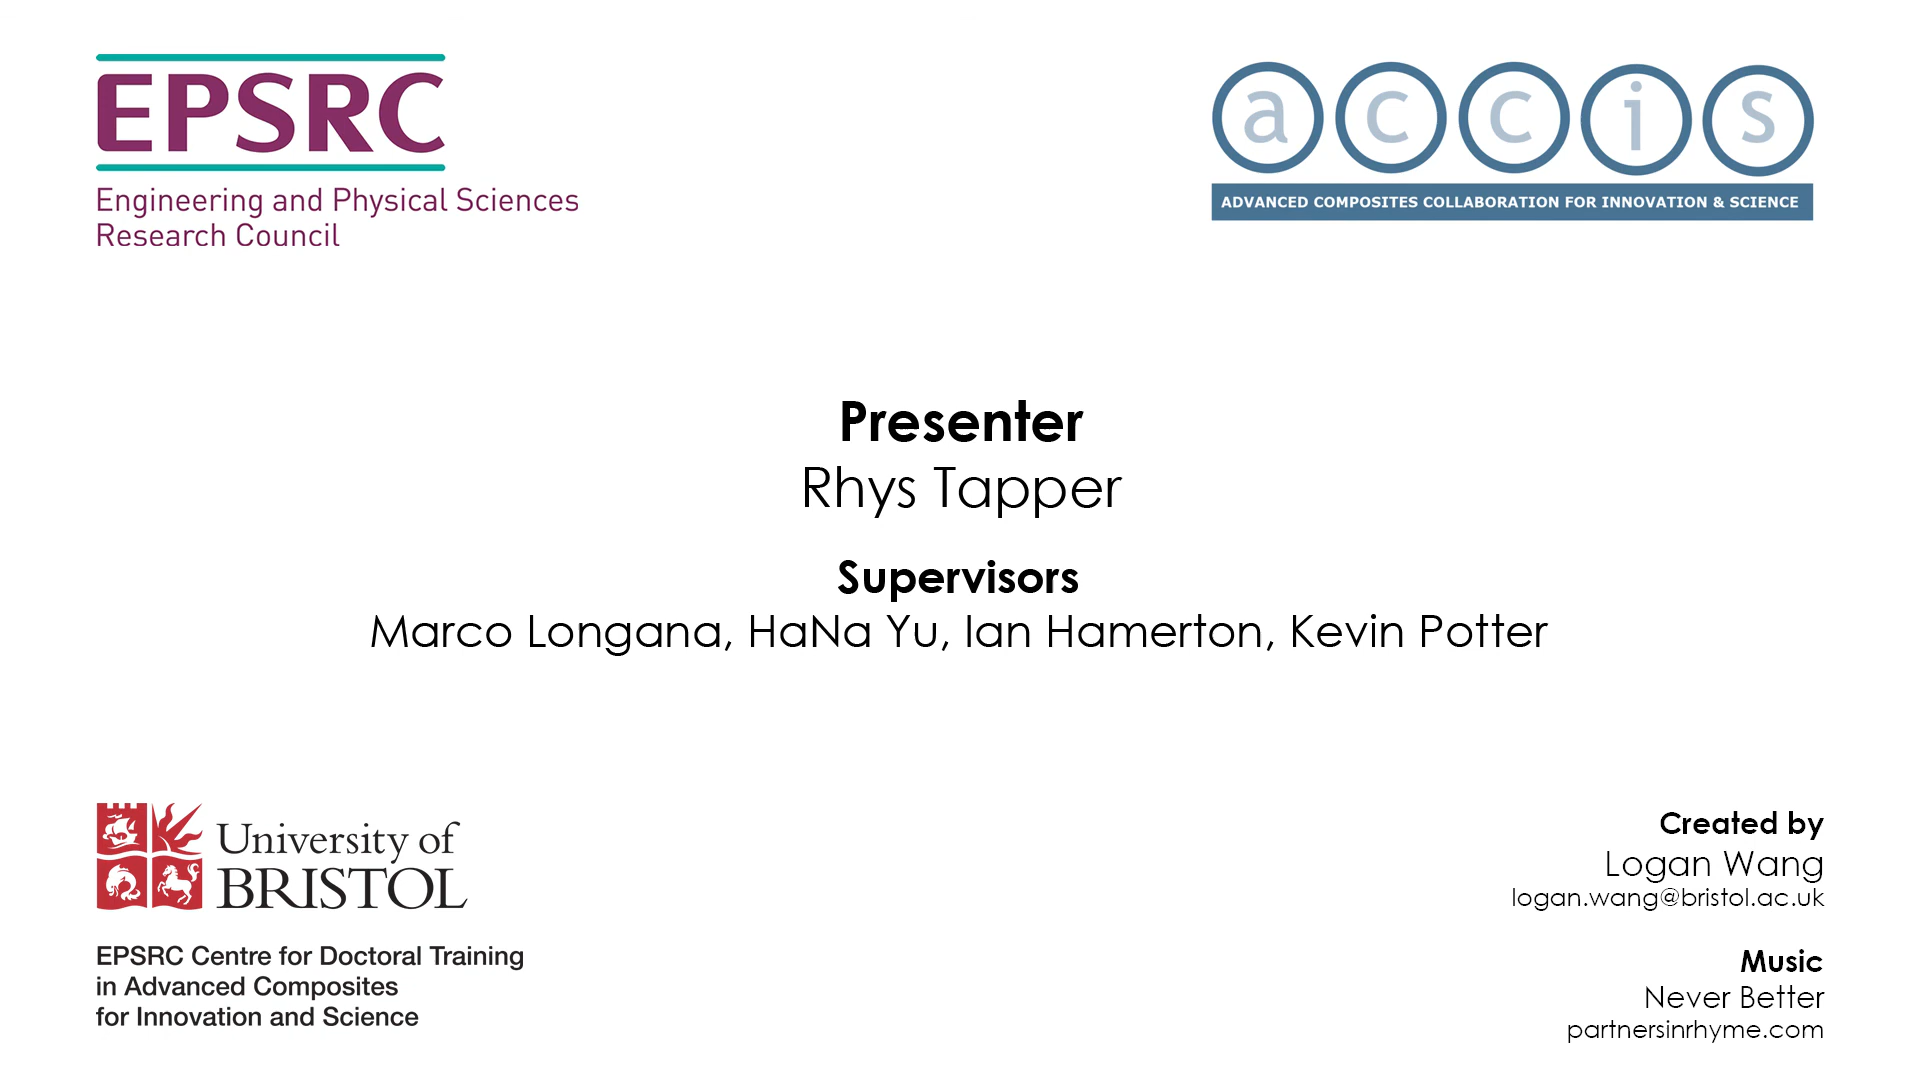 EPSRC
Engineering and Physical Sciences
Research Council
accis
ADVANCED COMPOSITES COLLABORATION FOR INNOVATION & SCIENCE
Presenter
Rhys Tapper
Supervisors
Marco Longana, HaNa Yu, Ian Hamerton, Kevin Potter
University of
BRISTOL
EPSRC Centre for Doctoral Training
in Advanced Composites
for Innovation and Science
Created by
Logan Wang
logan.wang@bristol.ac.uk
Music
Never Better
partnersinrhyme.com